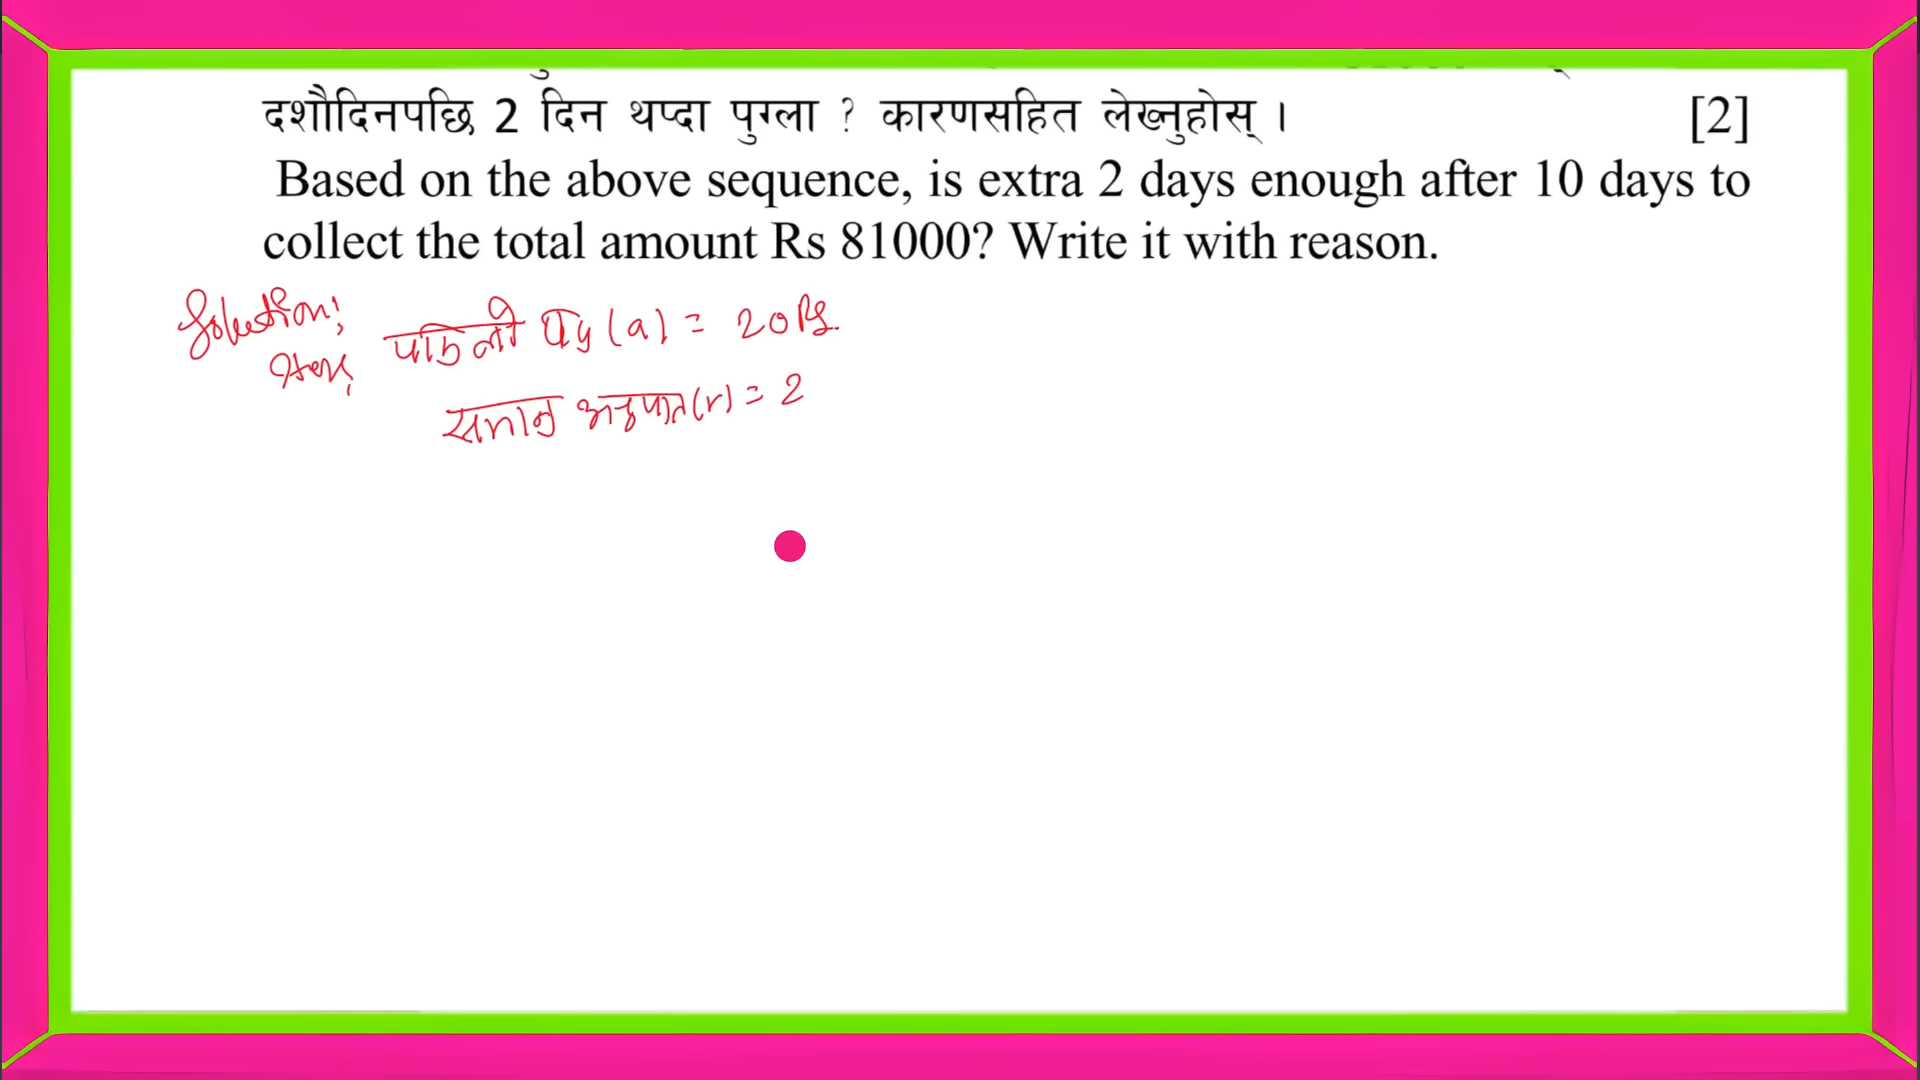 दशौदिनपछि 2 दिन थप्दा पुग्ला ? कारणसहित लेख्नुहोस् । [2]
Based on the above sequence, is extra 2 days enough after 10 days to
collect the total amount Rs 81000? Write it with reason.
Solution;
पहिलो पद (a) = 20 Rs.
Here,
समान अनुपात (r) = 2